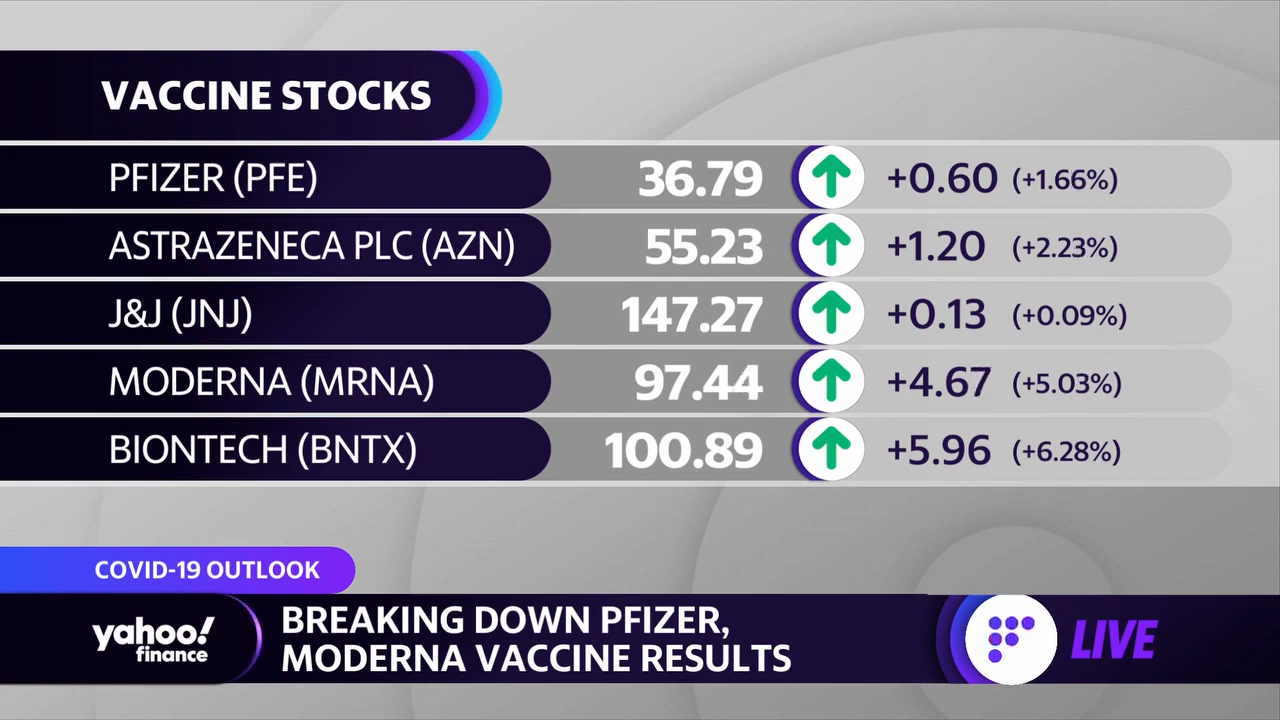 VACCINE STOCKS
PFIZER (PFE) 36.79 +0.60 (+1.66%)
ASTRAZENECA PLC (AZN) 55.23 +1.20 (+2.23%)
J&J (JNJ) 147.27 +0.13 (+0.09%)
MODERNA (MRNA) 97.44 +4.67 (+5.03%)
BIONTECH (BNTX) 100.89 +5.96 (+6.28%)
COVID-19 OUTLOOK
yahoo!
finance
BREAKING DOWN PFIZER,
MODERNA VACCINE RESULTS
LIVE